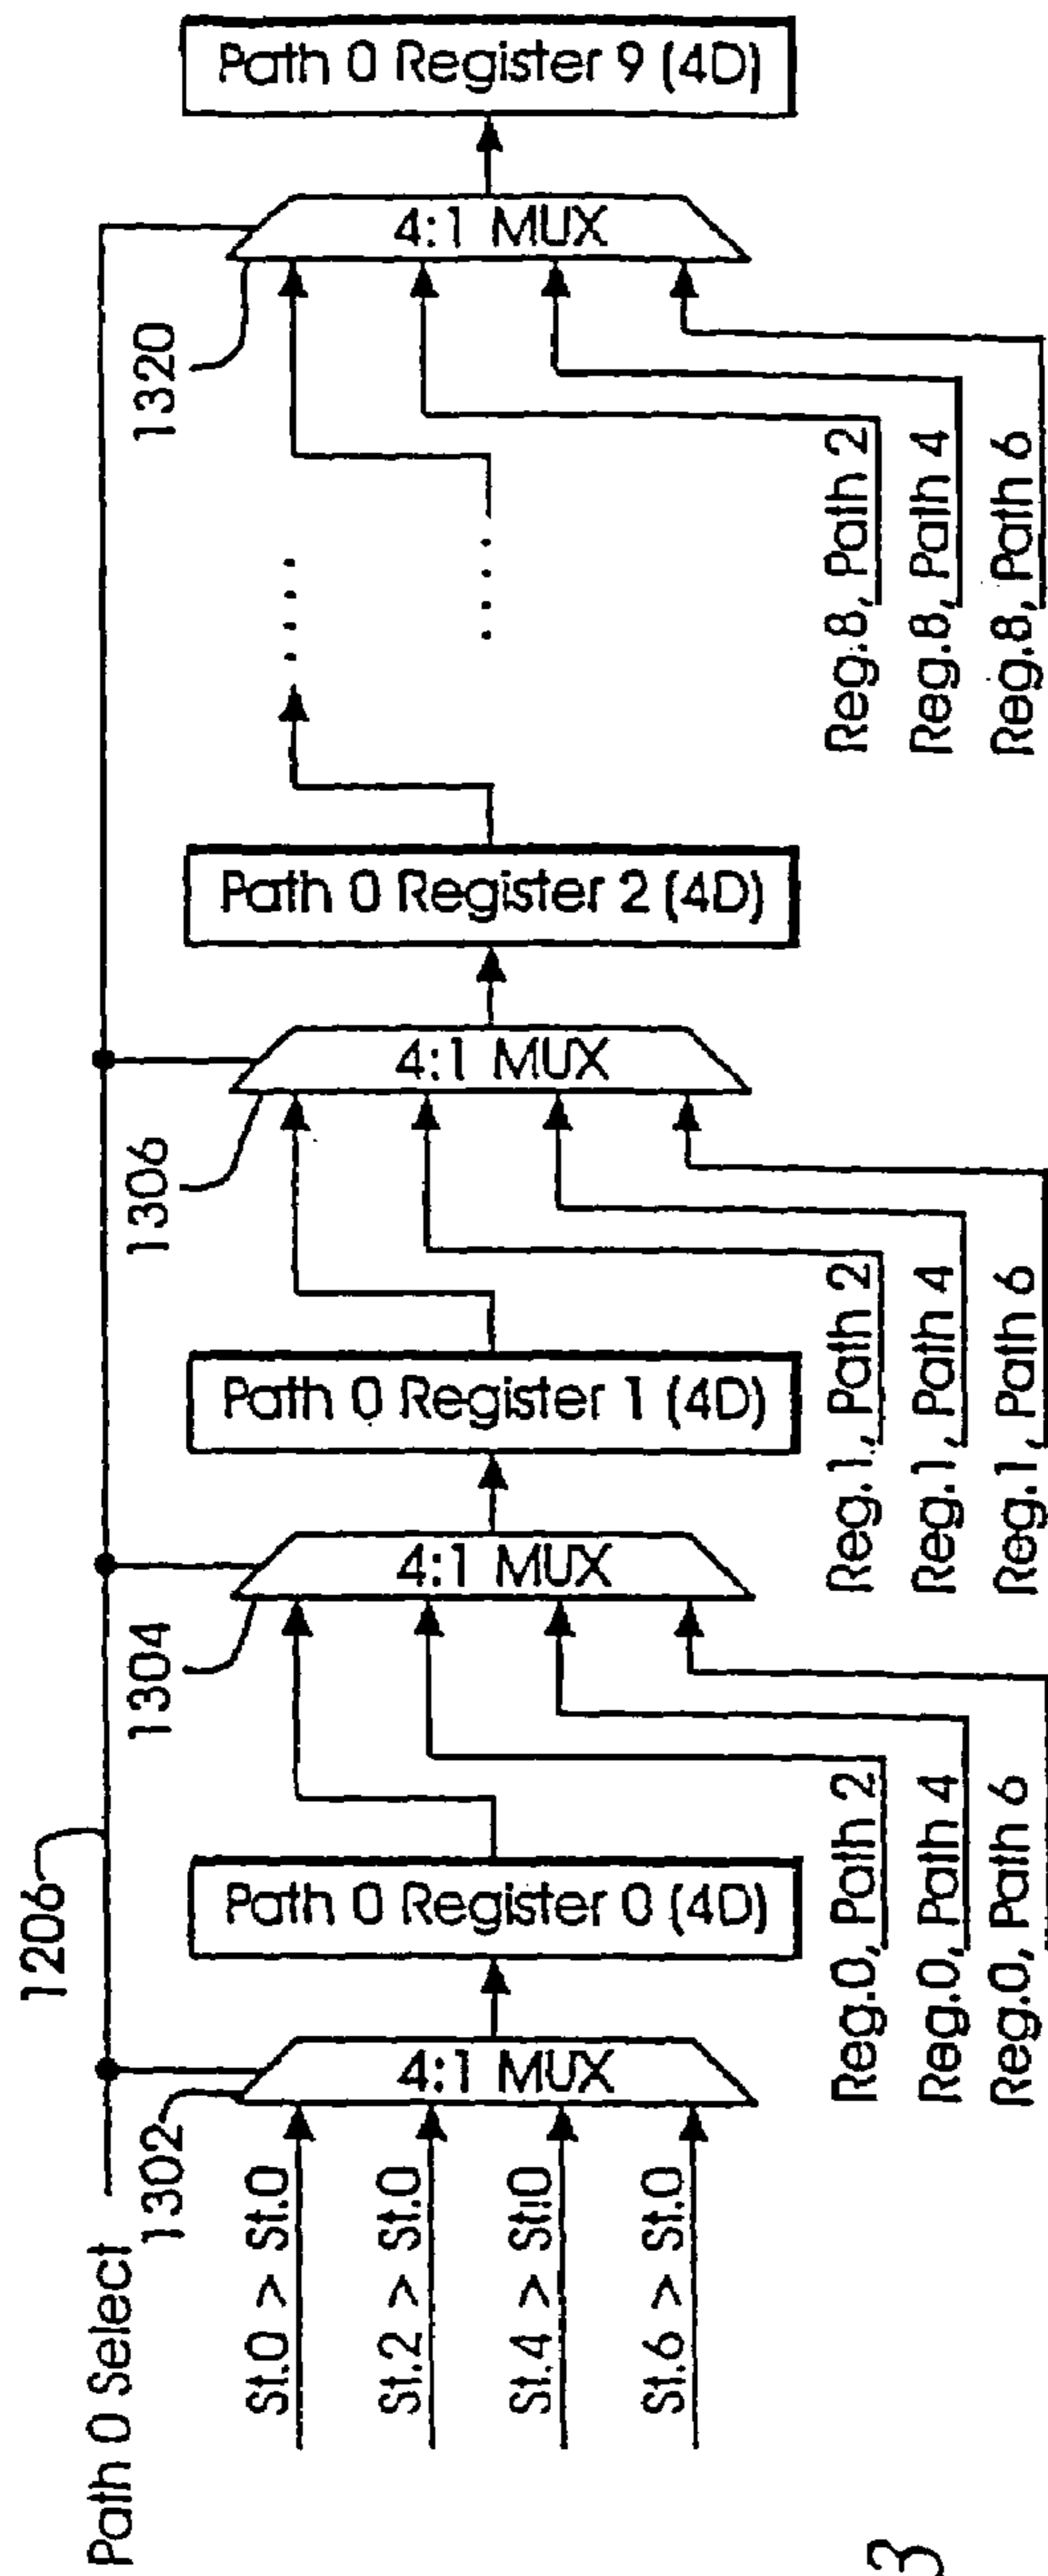 Path 0 Select
1206
1302
St.0 > St.0
St.2 > St.0
St.4 > St.0
St.6 > St.0
4:1 MUX
Path 0 Register 0 (4D)
Reg.0, Path 2
Reg.0, Path 4
Reg.0, Path 6
1304
4:1 MUX
Path 0 Register 1 (4D)
Reg.1, Path 2
Reg.1, Path 4
Reg.1, Path 6
1306
4:1 MUX
Path 0 Register 2 (4D)
Reg.8, Path 2
Reg.8, Path 4
Reg.8, Path 6
1320
4:1 MUX
Path 0 Register 9 (4D)
3